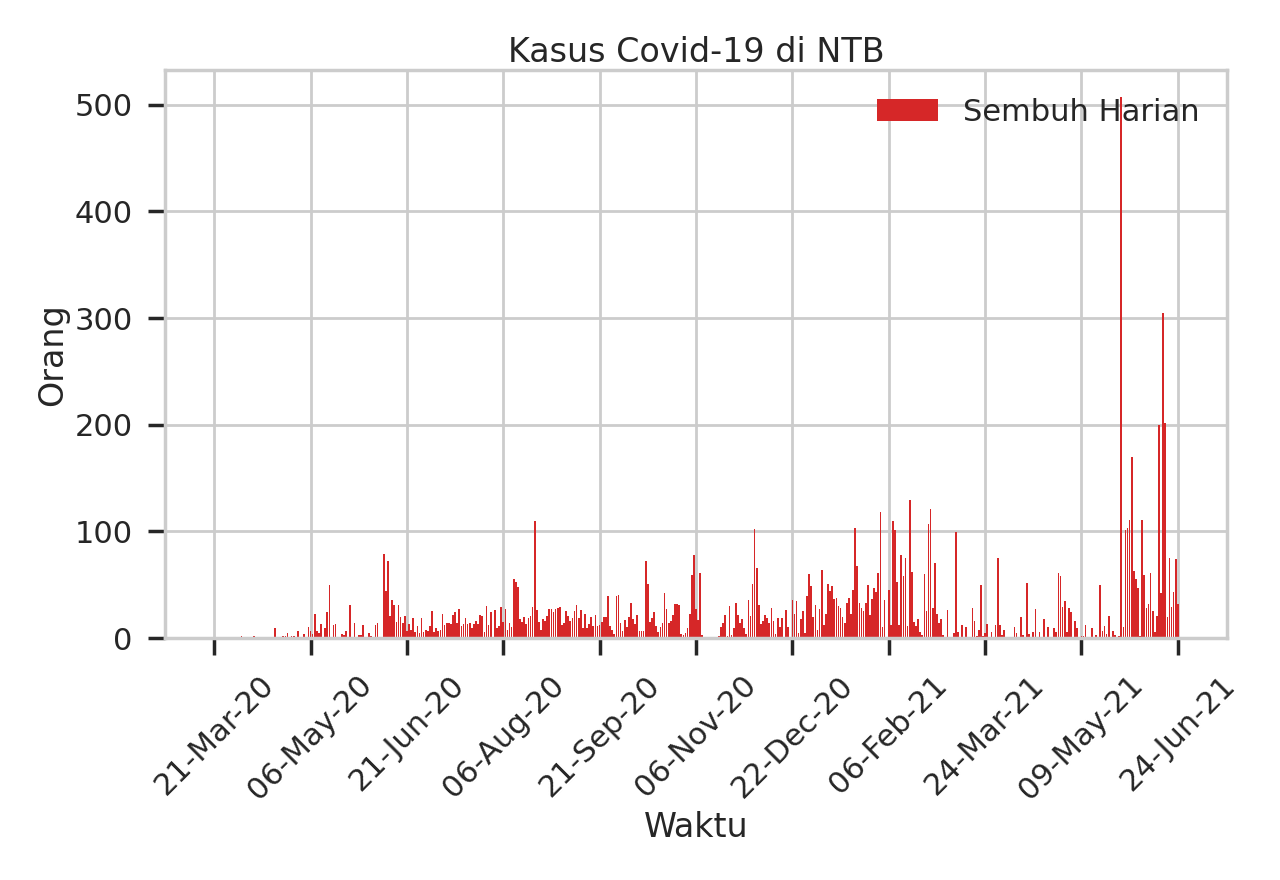 Kasus Covid-19 di NTB
Sembuh Harian
Orang
500
400
300
200
100
0
21-Mar-20
06-May-20
21-Jun-20
06-Aug-20
21-Sep-20
06-Nov-20
22-Dec-20
06-Feb-21
24-Mar-21
09-May-21
24-Jun-21
Waktu